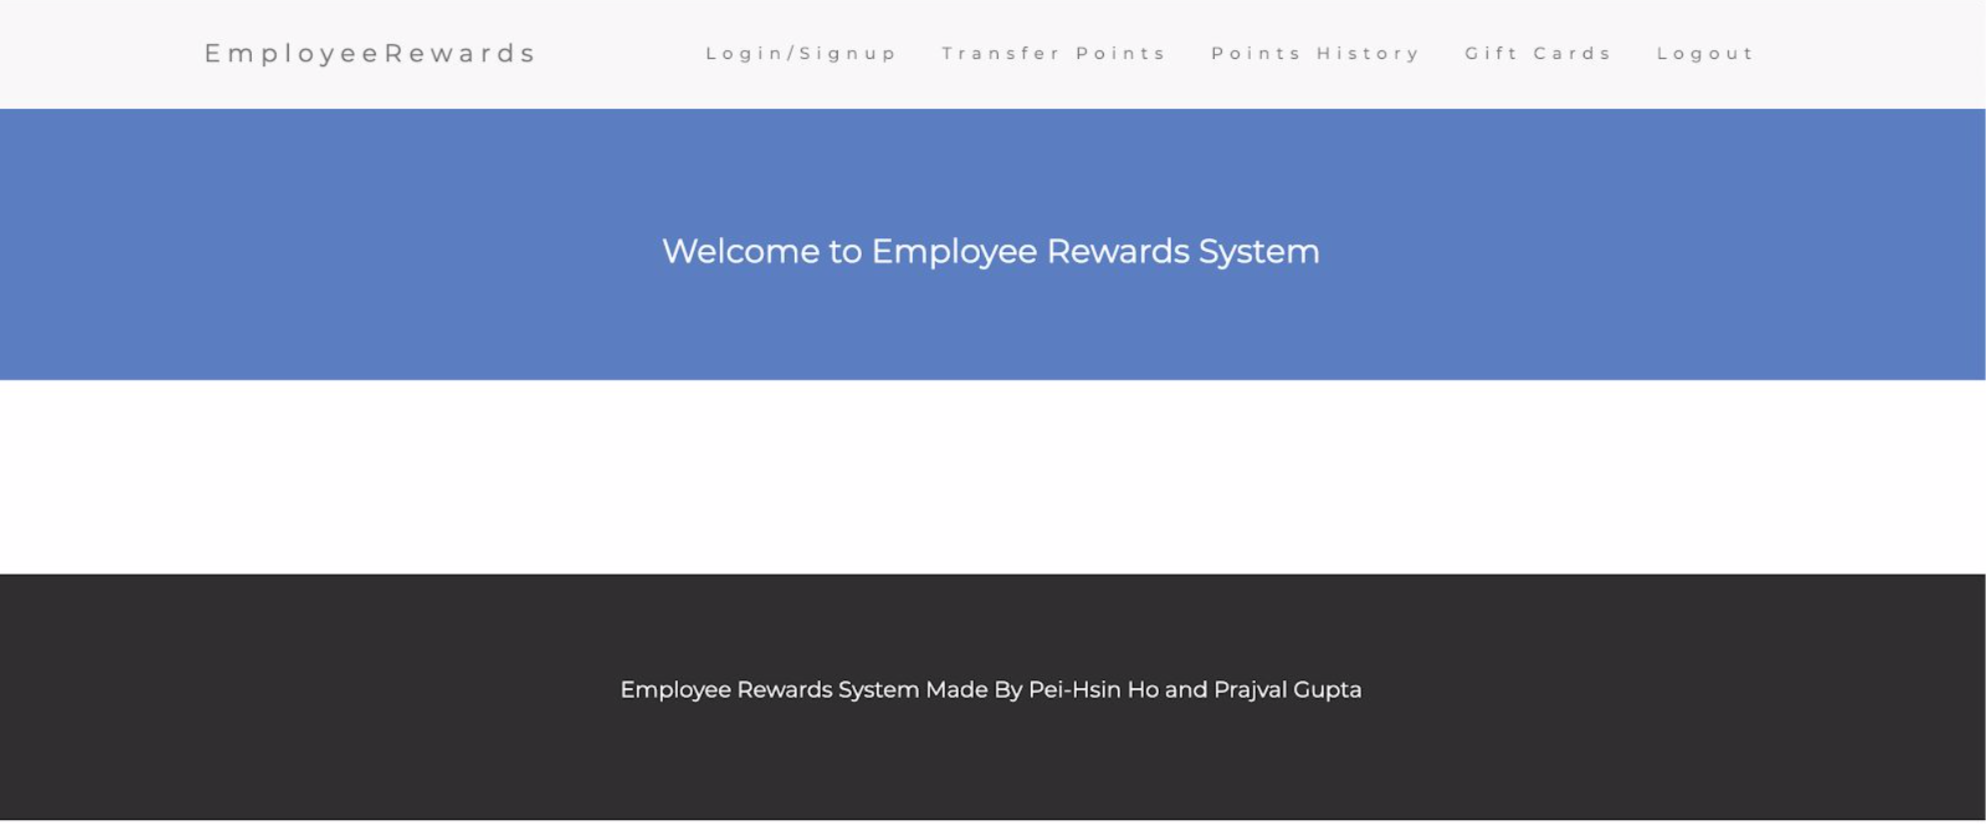 EmployeeRewards Login/Signup Transfer Points Points History Gift Cards Logout
Welcome to Employee Rewards System
Employee Rewards System Made By Pei-Hsin Ho and Prajval Gupta